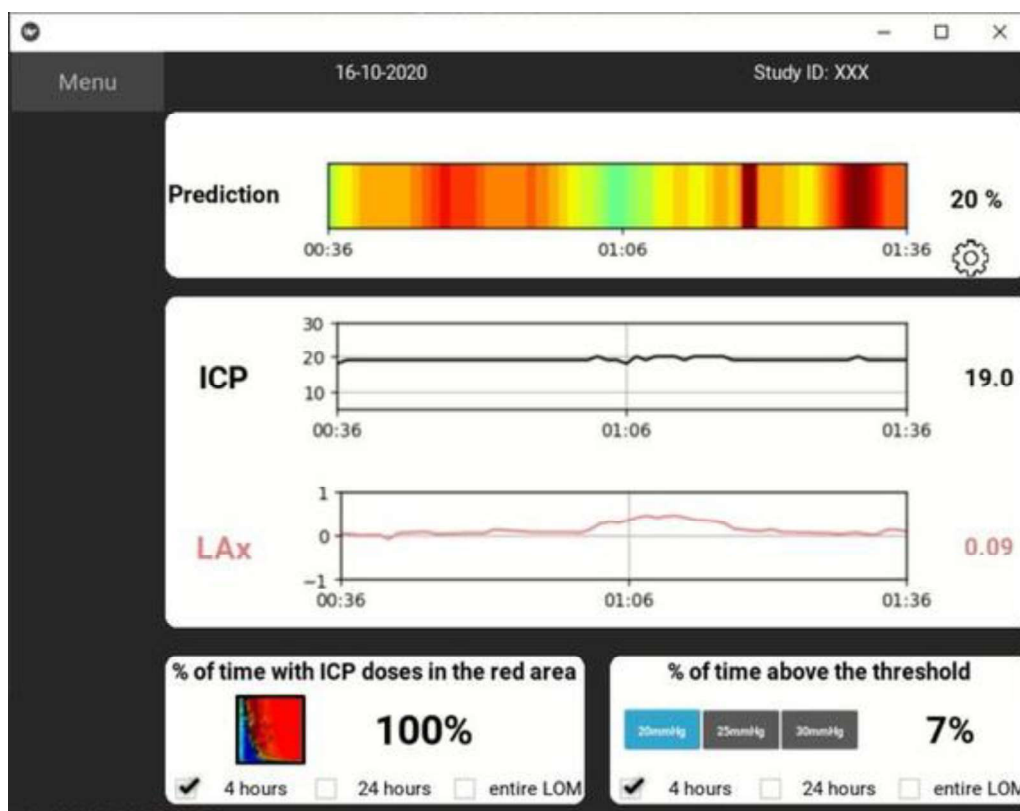 Menu
16-10-2020 Study ID: XXX
Prediction
20 %
00:36 01:06 01:36
30
20
10
ICP
19.0
00:36 01:06 01:36
1
0
−1
LAx
0.09
00:36 01:06 01:36
% of time with ICP doses in the red area
100%
4 hours 24 hours entire LOM
% of time above the threshold
20mmHg 25mmHg 30mmHg
7%
4 hours 24 hours entire LOM